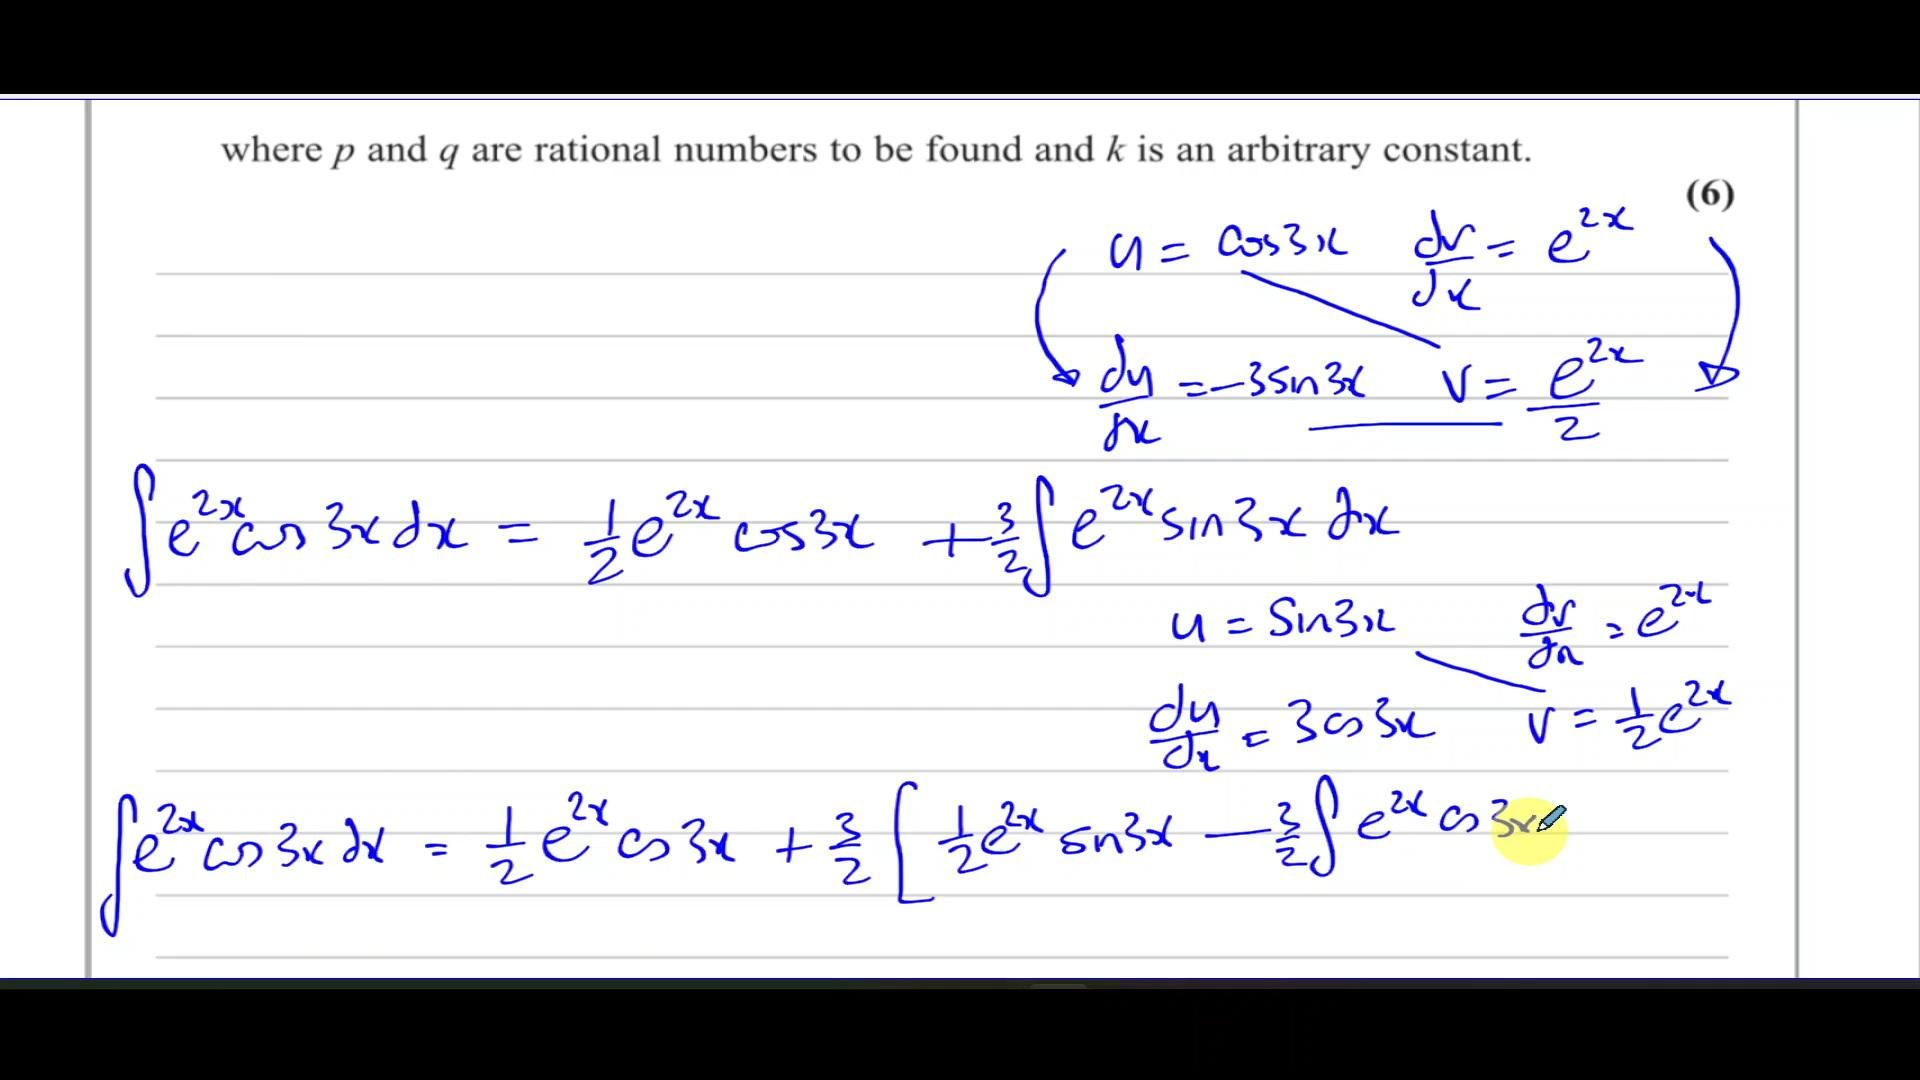 where p and q are rational numbers to be found and k is an arbitrary constant.
(6)
u = cos3x dv/dx = e^{2x}
du/dx = -3sin3x v = e^{2x}/2
∫e^{2x}cos3x dx = 1/2 e^{2x} cos3x + 3/2 ∫e^{2x} sin3x dx
u = sin3x dv/dx = e^{2x}
du/dx = 3cos3x v = 1/2 e^{2x}
∫e^{2x}cos3x dx = 1/2 e^{2x} cos3x + 3/2 [ 1/2 e^{2x} sin3x - 3/2 ∫e^{2x} cos3x